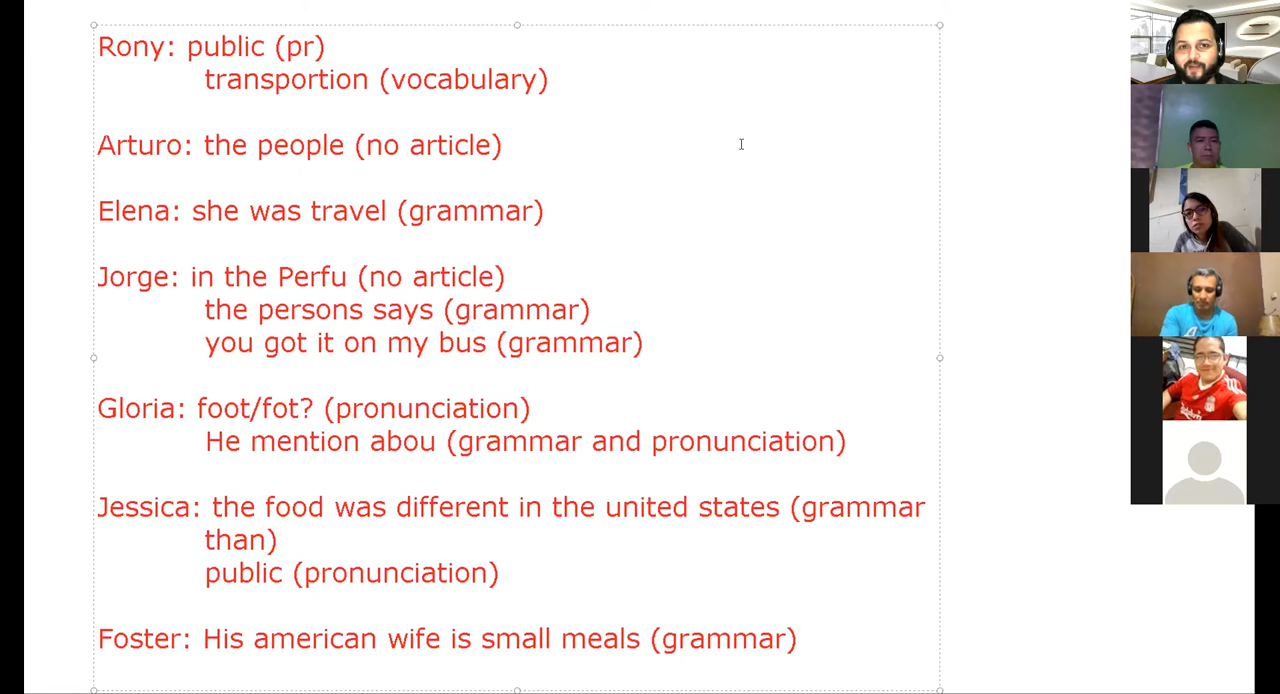 Rony: public (pr)
transportion (vocabulary)
Arturo: the people (no article)
Elena: she was travel (grammar)
Jorge: in the Perfu (no article)
the persons says (grammar)
you got it on my bus (grammar)
Gloria: foot/fot? (pronunciation)
He mention abou (grammar and pronunciation)
Jessica: the food was different in the united states (grammar
than)
public (pronunciation)
Foster: His american wife is small meals (grammar)